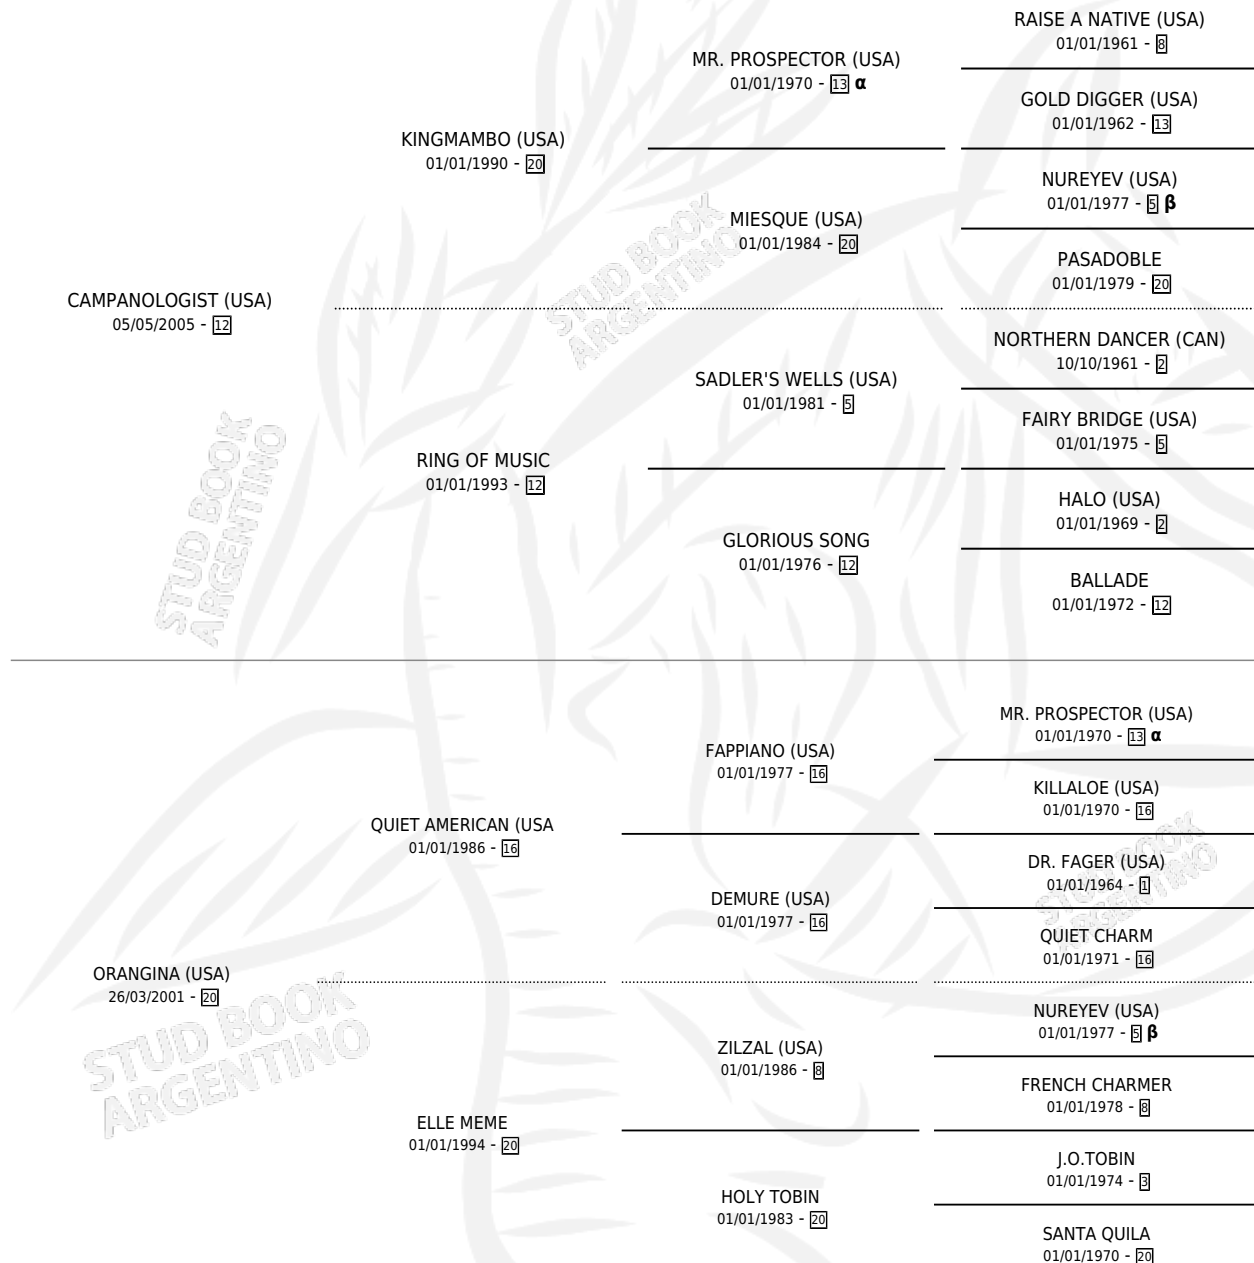 RAISE A NATIVE (USA)
01/01/1961 - 8
MR. PROSPECTOR (USA)
01/01/1970 - 13 α
GOLD DIGGER (USA)
01/01/1962 - 13
KINGMAMBO (USA)
01/01/1990 - 20
NUREYEV (USA)
01/01/1977 - 5 β
MIESQUE (USA)
01/01/1984 - 20
PASADOBLE
01/01/1979 - 20
STUD BOOK
ARGENTINO
CAMPANOLOGIST (USA)
05/05/2005 - 12
NORTHERN DANCER (CAN)
10/10/1961 - 2
SADLER'S WELLS (USA)
01/01/1981 - 5
FAIRY BRIDGE (USA)
01/01/1975 - 5
RING OF MUSIC
01/01/1993 - 12
HALO (USA)
01/01/1969 - 2
GLORIOUS SONG
01/01/1976 - 12
BALLADE
01/01/1972 - 12
STUD BOOK
ARGENTINO
MR. PROSPECTOR (USA)
01/01/1970 - 13 α
FAPPIANO (USA)
01/01/1977 - 16
KILLALOE (USA)
01/01/1970 - 16
QUIET AMERICAN (USA
01/01/1986 - 16
DR. FAGER (USA)
01/01/1964 - 1
DEMURE (USA)
01/01/1977 - 16
QUIET CHARM
01/01/1971 - 16
STUD BOOK
ARGENTINO
ORANGINA (USA)
26/03/2001 - 20
NUREYEV (USA)
01/01/1977 - 5 β
ZILZAL (USA)
01/01/1986 - 8
FRENCH CHARMER
01/01/1978 - 8
ELLE MEME
01/01/1994 - 20
J.O.TOBIN
01/01/1974 - 3
HOLY TOBIN
01/01/1983 - 20
SANTA QUILA
01/01/1970 - 20
STUD BOOK
ARGENTINO